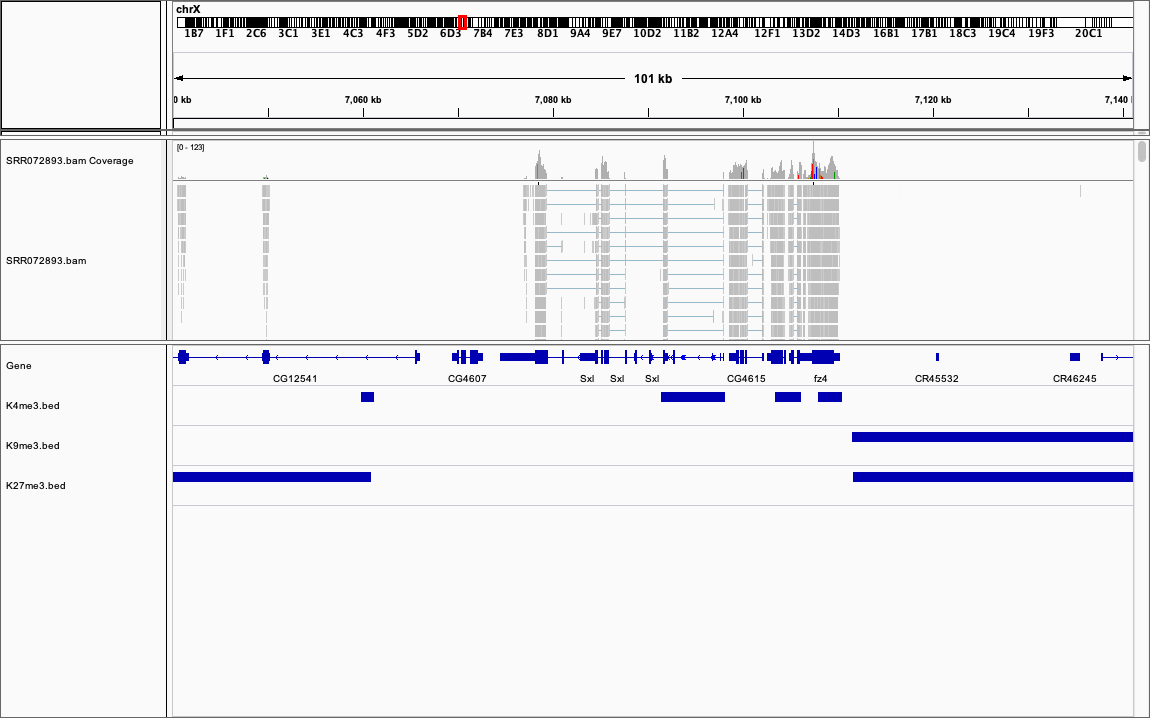 chrX
1B7 1F1 2C6 3C1 3E1 4C3 4F3 5D2 6D3 7B4 7E3 8D1 9A4 9E7 10D2 11B2 12A4 12F1 13D2 14D3 16B1 17B1 18C3 19C4 19F3 20C1
101 kb
0 kb 7,060 kb 7,080 kb 7,100 kb 7,120 kb 7,140
[0 - 123]
SRR072893.bam Coverage
SRR072893.bam
Gene
CG12541 CG4607 Sxl Sxl Sxl CG4615 fz4 CR45532 CR46245
K4me3.bed
K9me3.bed
K27me3.bed